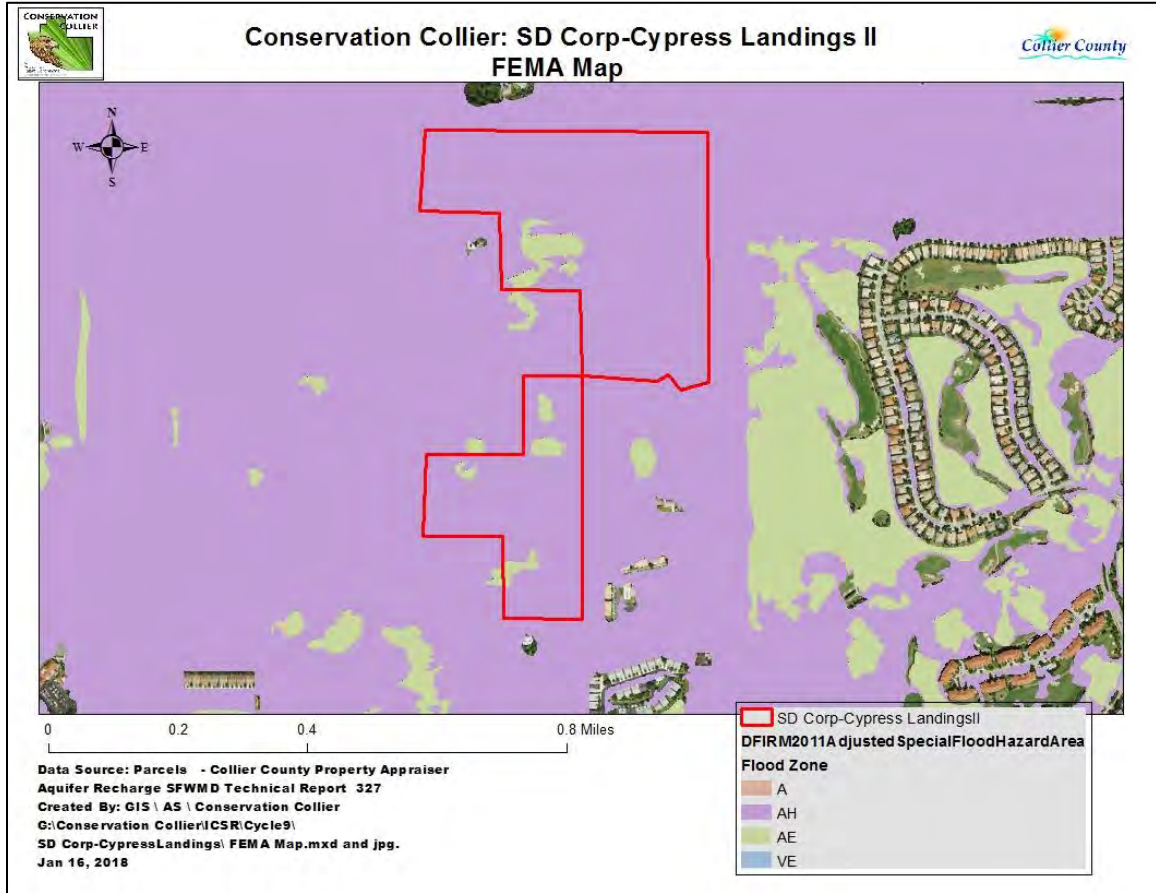 CONSERVATION
COLLIER
Conservation Collier: SD Corp-Cypress Landings II
FEMA Map
Collier County
N
W E
S
0 0.2 0.4 0.8 Miles
Data Source: Parcels - Collier County Property Appraiser
Aquifer Recharge SFWMD Technical Report 327
Created By: GIS \ AS \ Conservation Collier
G:\Conservation Collier\ICSR\Cycle9\
SD Corp-CypressLandings\ FEMA Map.mxd and jpg.
Jan 16, 2018
SD Corp-Cypress LandingsII
DFIRM2011AdjustedSpecialFloodHazardArea
Flood Zone
A
AH
AE
VE